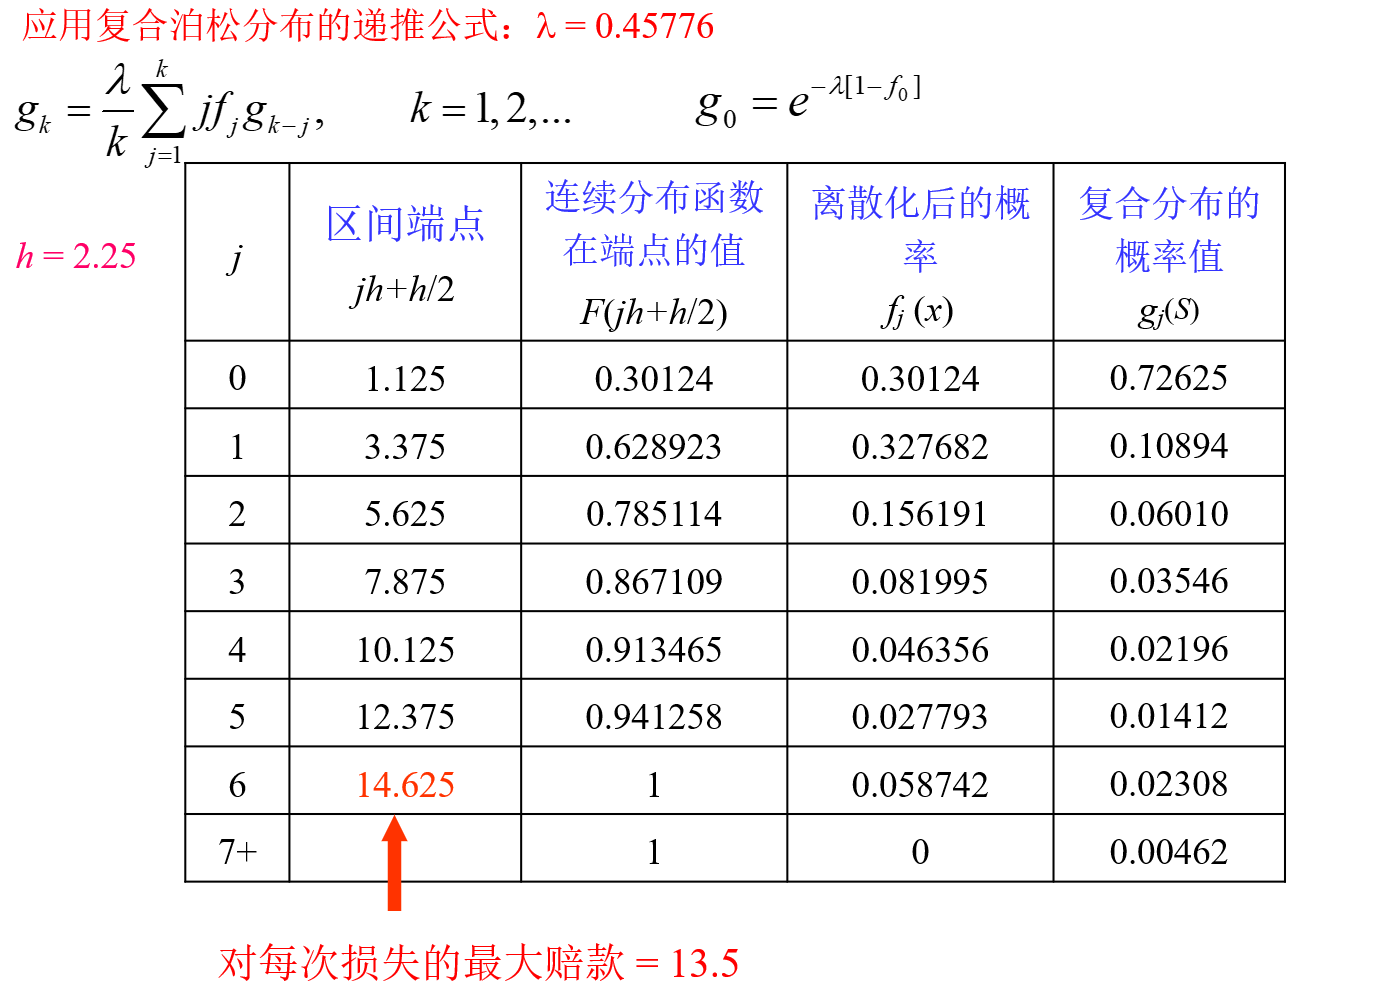 应用复合泊松分布的递推公式：λ = 0.45776
g_k = \frac{λ}{k} \sum_{j=1}^{k} j f_j g_{k-j}, k = 1, 2,... g_0 = e^{-λ[1-f_0]}
h = 2.25
j
区间端点
jh+h/2
连续分布函数
在端点的值
F(jh+h/2)
离散化后的概
率
f_j (x)
复合分布的
概率值
g_j(S)
0 1.125 0.30124 0.30124 0.72625
1 3.375 0.628923 0.327682 0.10894
2 5.625 0.785114 0.156191 0.06010
3 7.875 0.867109 0.081995 0.03546
4 10.125 0.913465 0.046356 0.02196
5 12.375 0.941258 0.027793 0.01412
6 14.625 1 0.058742 0.02308
7+ 1 0 0.00462
对每次损失的最大赔款 = 13.5